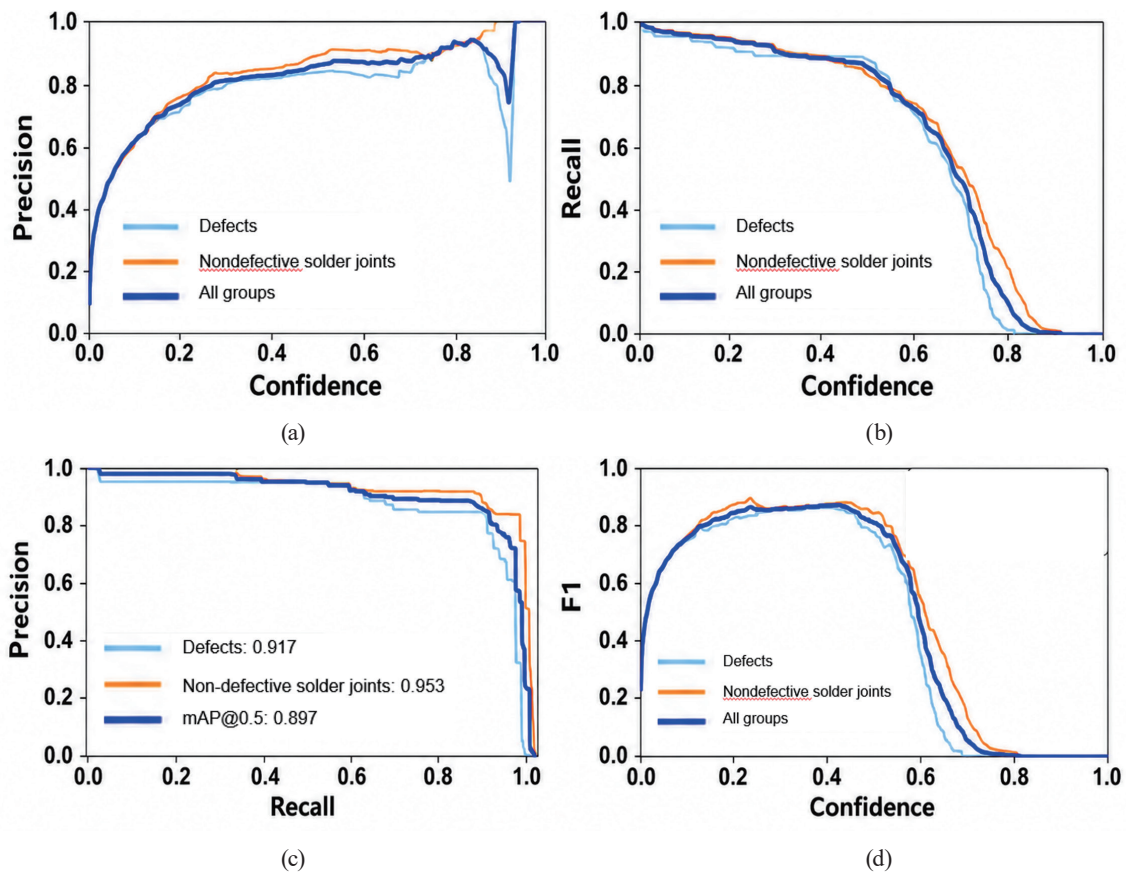 1.0
0.8
0.6
0.4
0.2
0.0
Precision
Defects
Nondefective solder joints
All groups
0.0 0.2 0.4 0.6 0.8 1.0
Confidence
(a)
1.0
0.8
0.6
0.4
0.2
0.0
Recall
Defects
Nondefective solder joints
All groups
0.0 0.2 0.4 0.6 0.8 1.0
Confidence
(b)
1.0
0.8
0.6
0.4
0.2
0.0
Precision
Defects: 0.917
Non-defective solder joints: 0.953
mAP@0.5: 0.897
0.0 0.2 0.4 0.6 0.8 1.0
Recall
(c)
1.0
0.8
0.6
0.4
0.2
0.0
F1
Defects
Nondefective solder joints
All groups
0.0 0.2 0.4 0.6 0.8 1.0
Confidence
(d)